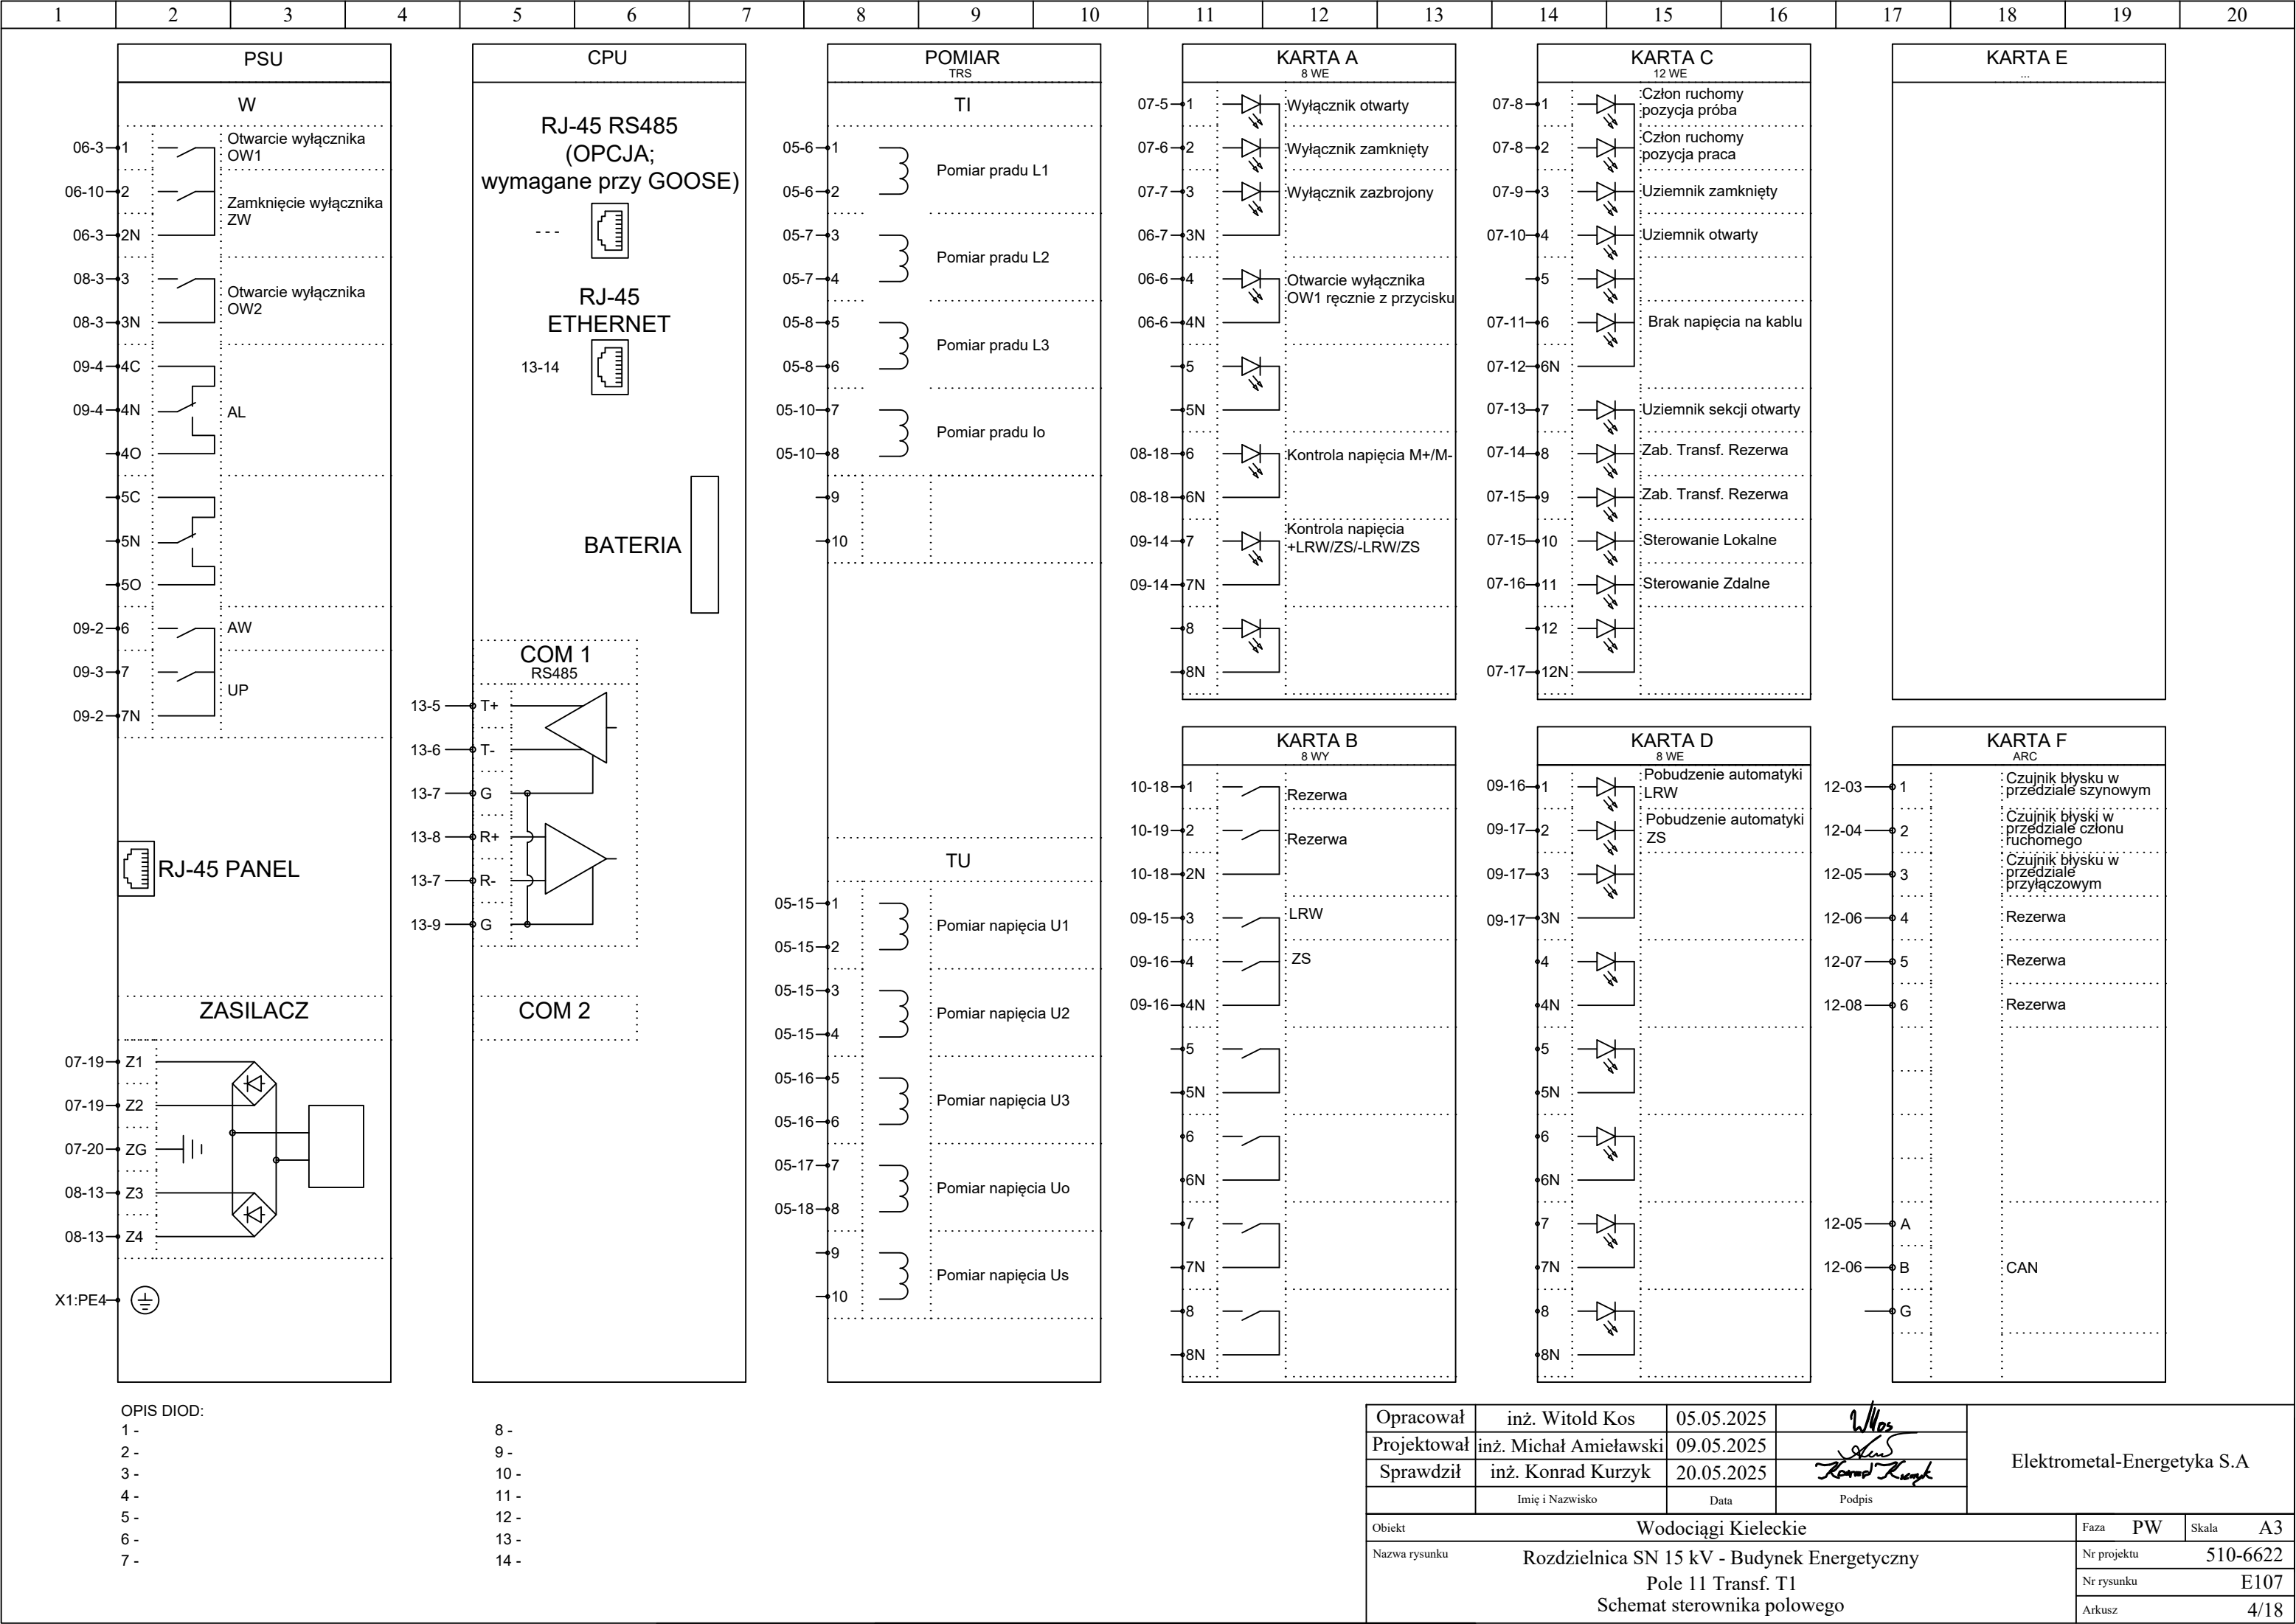 1 2 3 4 5 6 7 8 9 10 11 12 13 14 15 16 17 18 19 20
PSU
W
06-3 1 Otwarcie wyłącznika
OW1
06-10 2 Zamknięcie wyłącznika
ZW
06-3 2N
08-3 3 Otwarcie wyłącznika
OW2
08-3 3N
09-4 4C
09-4 4N AL
4O
5C
5N
5O
09-2 6 AW
09-3 7 UP
09-2 7N
RJ-45 PANEL
ZASILACZ
07-19 Z1
07-19 Z2
07-20 ZG
08-13 Z3
08-13 Z4
X1:PE4
CPU
RJ-45 RS485
(OPCJA;
wymagane przy GOOSE)
---
RJ-45
ETHERNET
13-14
BATERIA
COM 1
RS485
13-5 T+
13-6 T-
13-7 G
13-8 R+
13-7 R-
13-9 G
COM 2
POMIAR
TRS
TI
05-6 1
Pomiar pradu L1
05-6 2
05-7 3
Pomiar pradu L2
05-7 4
05-8 5
Pomiar pradu L3
05-8 6
05-10 7
Pomiar pradu Io
05-10 8
9
10
TU
05-15 1
Pomiar napięcia U1
05-15 2
05-15 3
Pomiar napięcia U2
05-15 4
05-16 5
Pomiar napięcia U3
05-16 6
05-17 7
Pomiar napięcia Uo
05-18 8
9
Pomiar napięcia Us
10
KARTA A
8 WE
07-5 1 Wyłącznik otwarty
07-6 2 Wyłącznik zamknięty
07-7 3 Wyłącznik zazbrojony
06-7 3N
06-6 4 Otwarcie wyłącznika
OW1 ręcznie z przycisku
06-6 4N
5
5N
08-18 6 Kontrola napięcia M+/M-
08-18 6N
Kontrola napięcia
09-14 7 +LRW/ZS/-LRW/ZS
09-14 7N
8
8N
KARTA B
8 WY
10-18 1 Rezerwa
10-19 2 Rezerwa
10-18 2N
09-15 3 LRW
09-16 4 ZS
09-16 4N
5
5N
6
6N
7
7N
8
8N
KARTA C
12 WE
07-8 1 Człon ruchomy
pozycja próba
07-8 2 Człon ruchomy
pozycja praca
07-9 3 Uziemnik zamknięty
07-10 4 Uziemnik otwarty
5
07-11 6 Brak napięcia na kablu
07-12 6N
07-13 7 Uziemnik sekcji otwarty
07-14 8 Zab. Transf. Rezerwa
07-15 9 Zab. Transf. Rezerwa
07-15 10 Sterowanie Lokalne
07-16 11 Sterowanie Zdalne
12
07-17 12N
KARTA D
8 WE
09-16 1 Pobudzenie automatyki
LRW
09-17 2 Pobudzenie automatyki
ZS
09-17 3
09-17 3N
4
4N
5
5N
6
6N
7
7N
8
8N
KARTA E
...
KARTA F
ARC
12-03 1 Czujnik błysku w
przedziale szynowym
12-04 2 Czujnik błyski w
przedziale członu
ruchomego
12-05 3 Czujnik błysku w
przedziale
przyłączowym
12-06 4 Rezerwa
12-07 5 Rezerwa
12-08 6 Rezerwa
12-05 A
12-06 B CAN
G
OPIS DIOD:
1 -
2 -
3 -
4 -
5 -
6 -
7 -
8 -
9 -
10 -
11 -
12 -
13 -
14 -
Opracował inż. Witold Kos 05.05.2025 WKos
Projektował inż. Michał Amieławski 09.05.2025
Sprawdził inż. Konrad Kurzyk 20.05.2025 Konrad Kurzyk
Imię i Nazwisko Data Podpis
Elektrometal-Energetyka S.A
Obiekt Wodociągi Kieleckie Faza PW Skala A3
Nazwa rysunku Rozdzielnica SN 15 kV - Budynek Energetyczny
Pole 11 Transf. T1
Schemat sterownika polowego
Nr projektu 510-6622
Nr rysunku E107
Arkusz 4/18